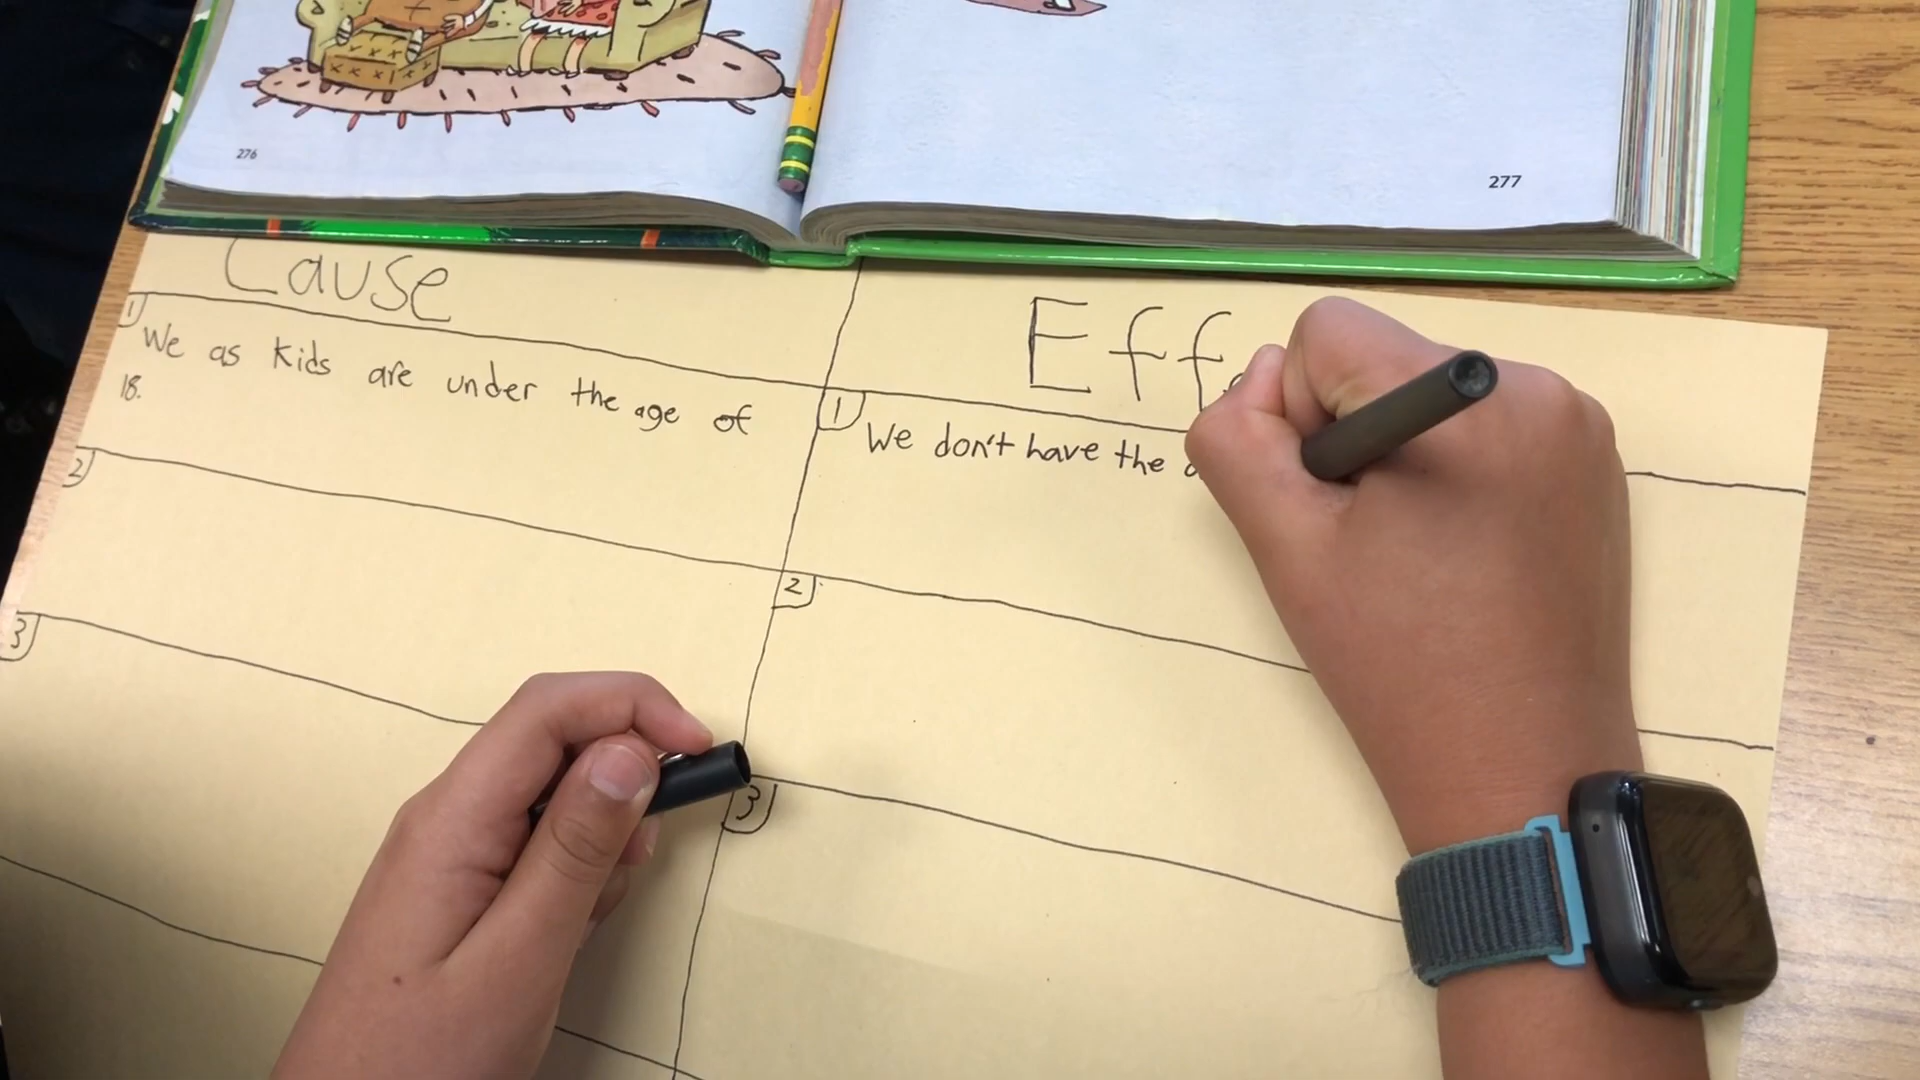 276
277
Cause
Eff
1
We as kids are under the age of
18.
1
We don't have the
2
2
3
3